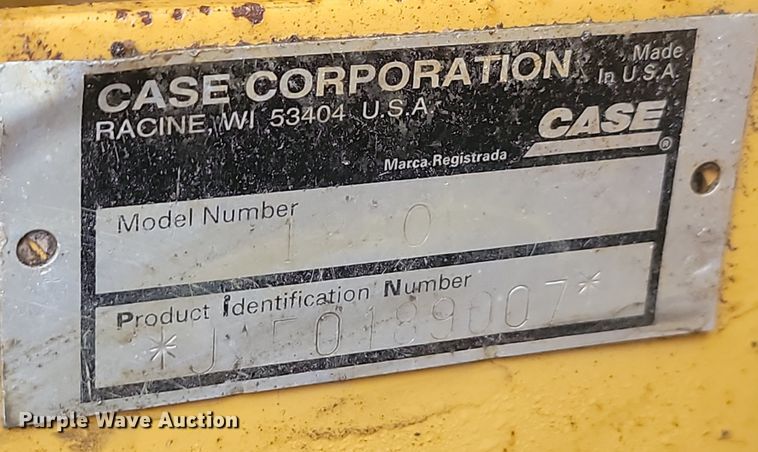 CASE CORPORATION
RACINE, WI 53404 U.S.A.
Made
In U.S.A.
CASE
®
Marca Registrada
Model Number
Product Identification Number
Purple Wave Auction